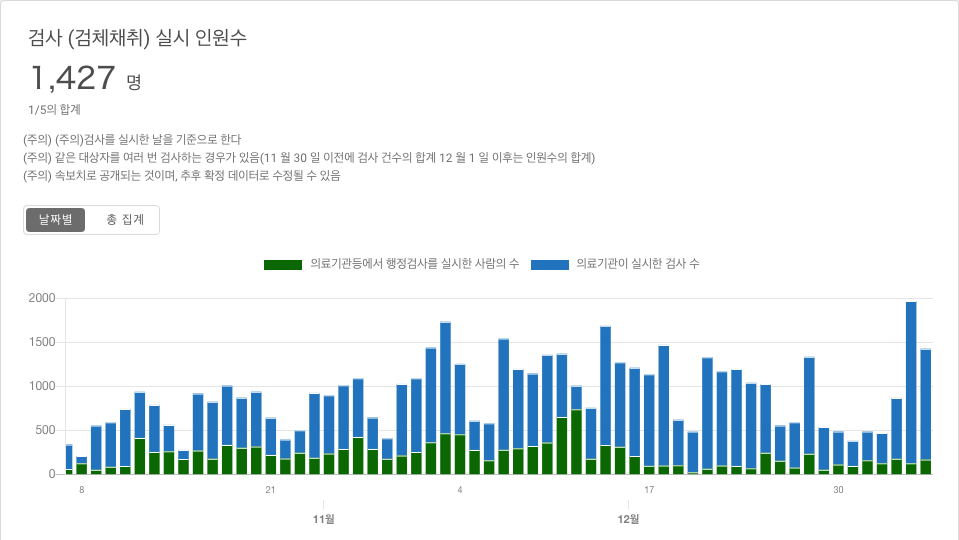 검사 (검체채취) 실시 인원수
1,427 명
1/5의 합계
(주의) (주의)검사를 실시한 날을 기준으로 한다
(주의) 같은 대상자를 여러 번 검사하는 경우가 있음(11 월 30 일 이전에 검사 건수의 합계 12 월 1 일 이후는 인원수의 합계)
(주의) 속보치로 공개되는 것이며, 추후 확정 데이터로 수정될 수 있음
날짜별 총 집계
의료기관등에서 행정검사를 실시한 사람의 수 의료기관이 실시한 검사 수
2000
1500
1000
500
0
8 21 4 17 30
11월 12월